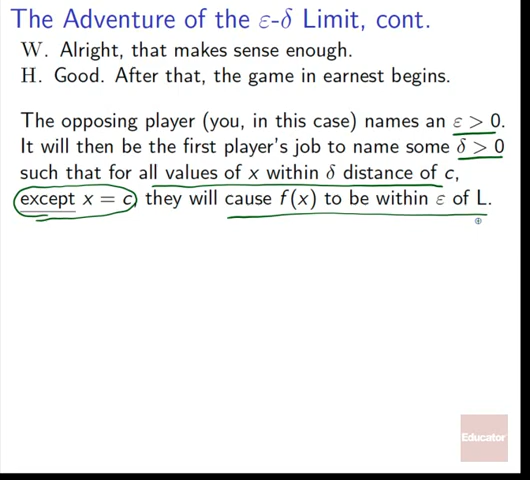 The Adventure of the ε-δ Limit, cont.
W. Alright, that makes sense enough.
H. Good. After that, the game in earnest begins.
The opposing player (you, in this case) names an ε > 0.
It will then be the first player's job to name some δ > 0
such that for all values of x within δ distance of c,
except x = c, they will cause f(x) to be within ε of L.
Educator